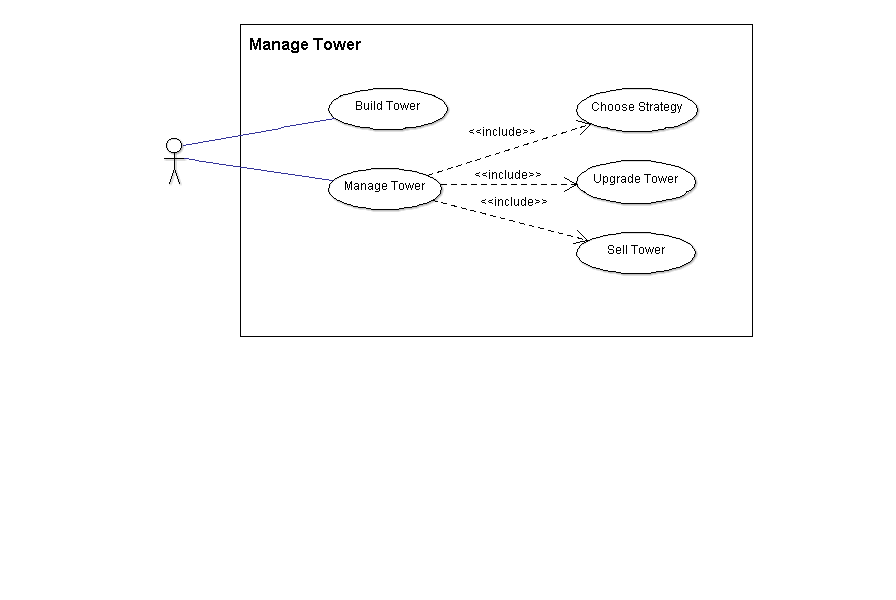 Manage Tower
Build Tower
Choose Strategy
<<include>>
Manage Tower
<<include>>
Upgrade Tower
<<include>>
Sell Tower